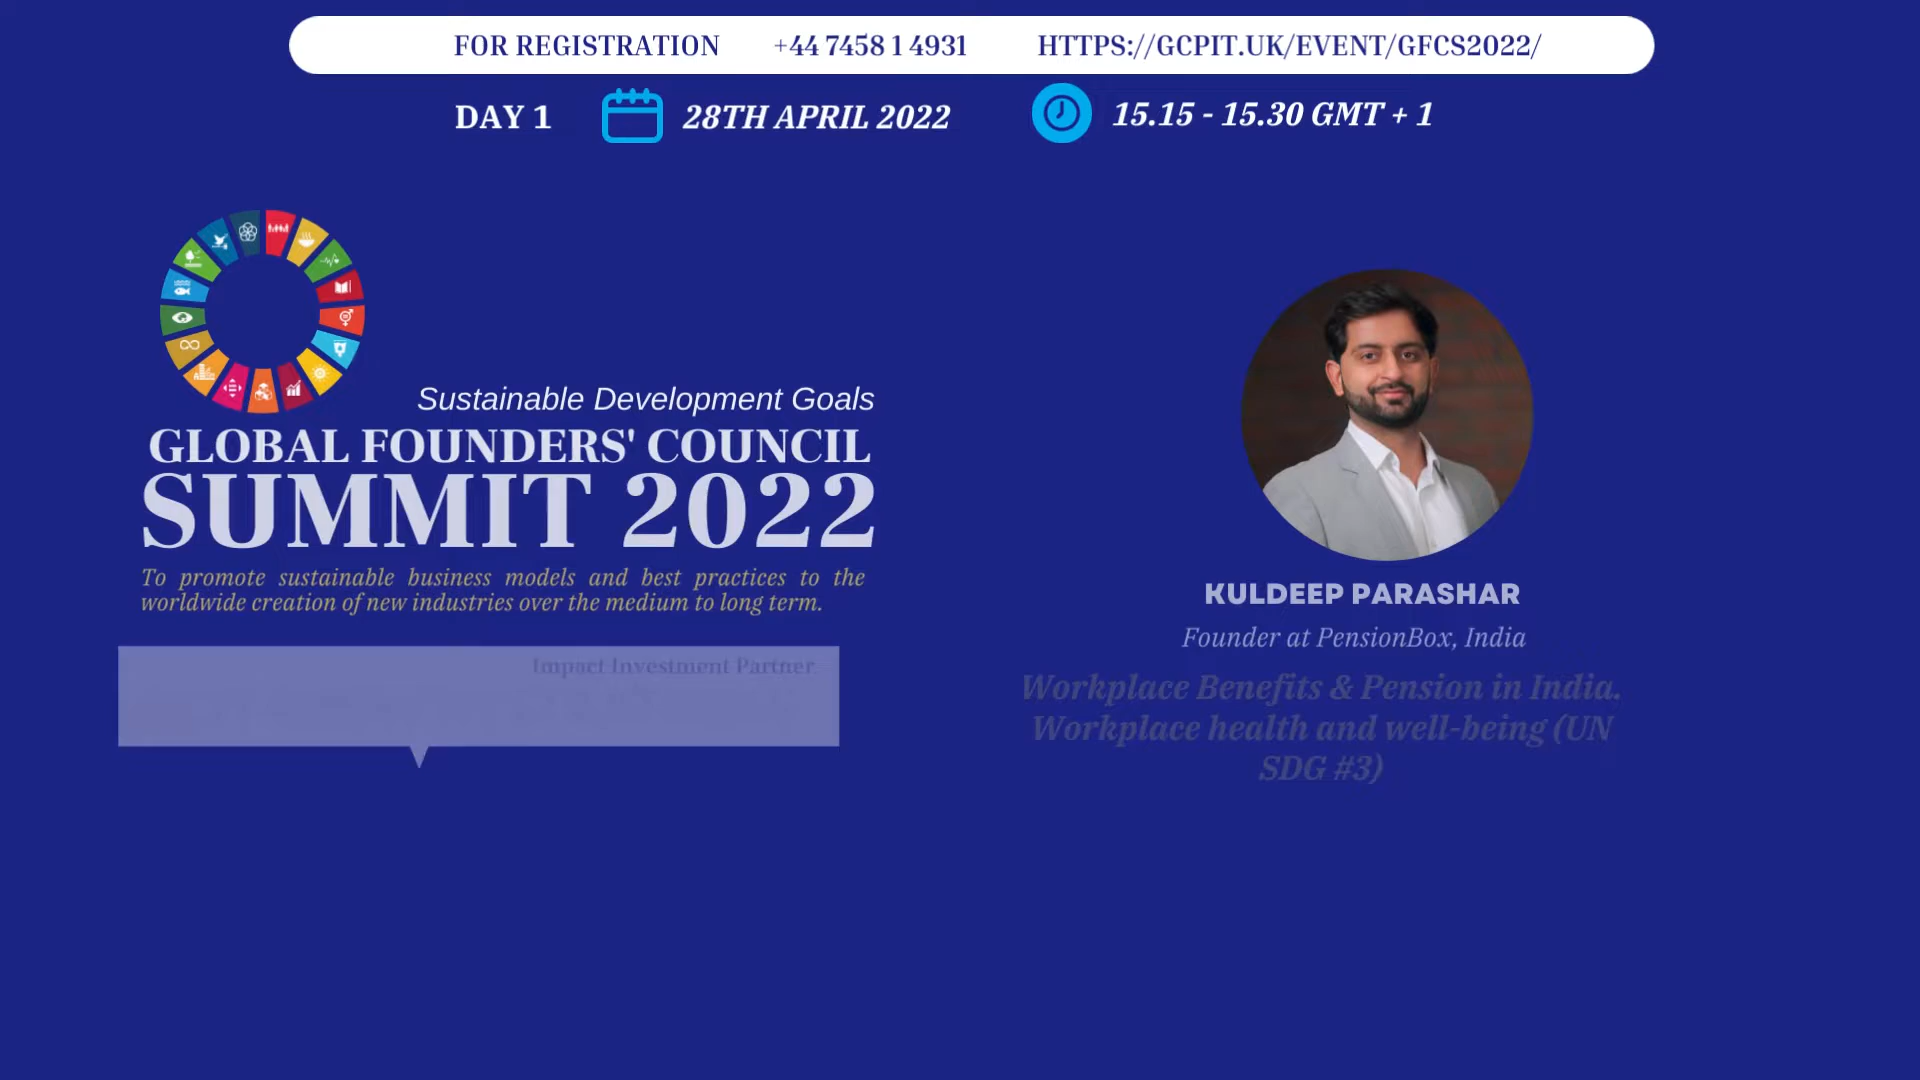 FOR REGISTRATION +44 7458 1 4931 HTTPS://GCPIT.UK/EVENT/GFCS2022/
DAY 1 28TH APRIL 2022 15.15 - 15.30 GMT + 1
Sustainable Development Goals
GLOBAL FOUNDERS' COUNCIL
SUMMIT 2022
To promote sustainable business models and best practices to the
worldwide creation of new industries over the medium to long term.
Impact Investment Partner
KULDEEP PARASHAR
Founder at PensionBox, India
Workplace Benefits & Pension in India.
Workplace health and well-being (UN
SDG #3)